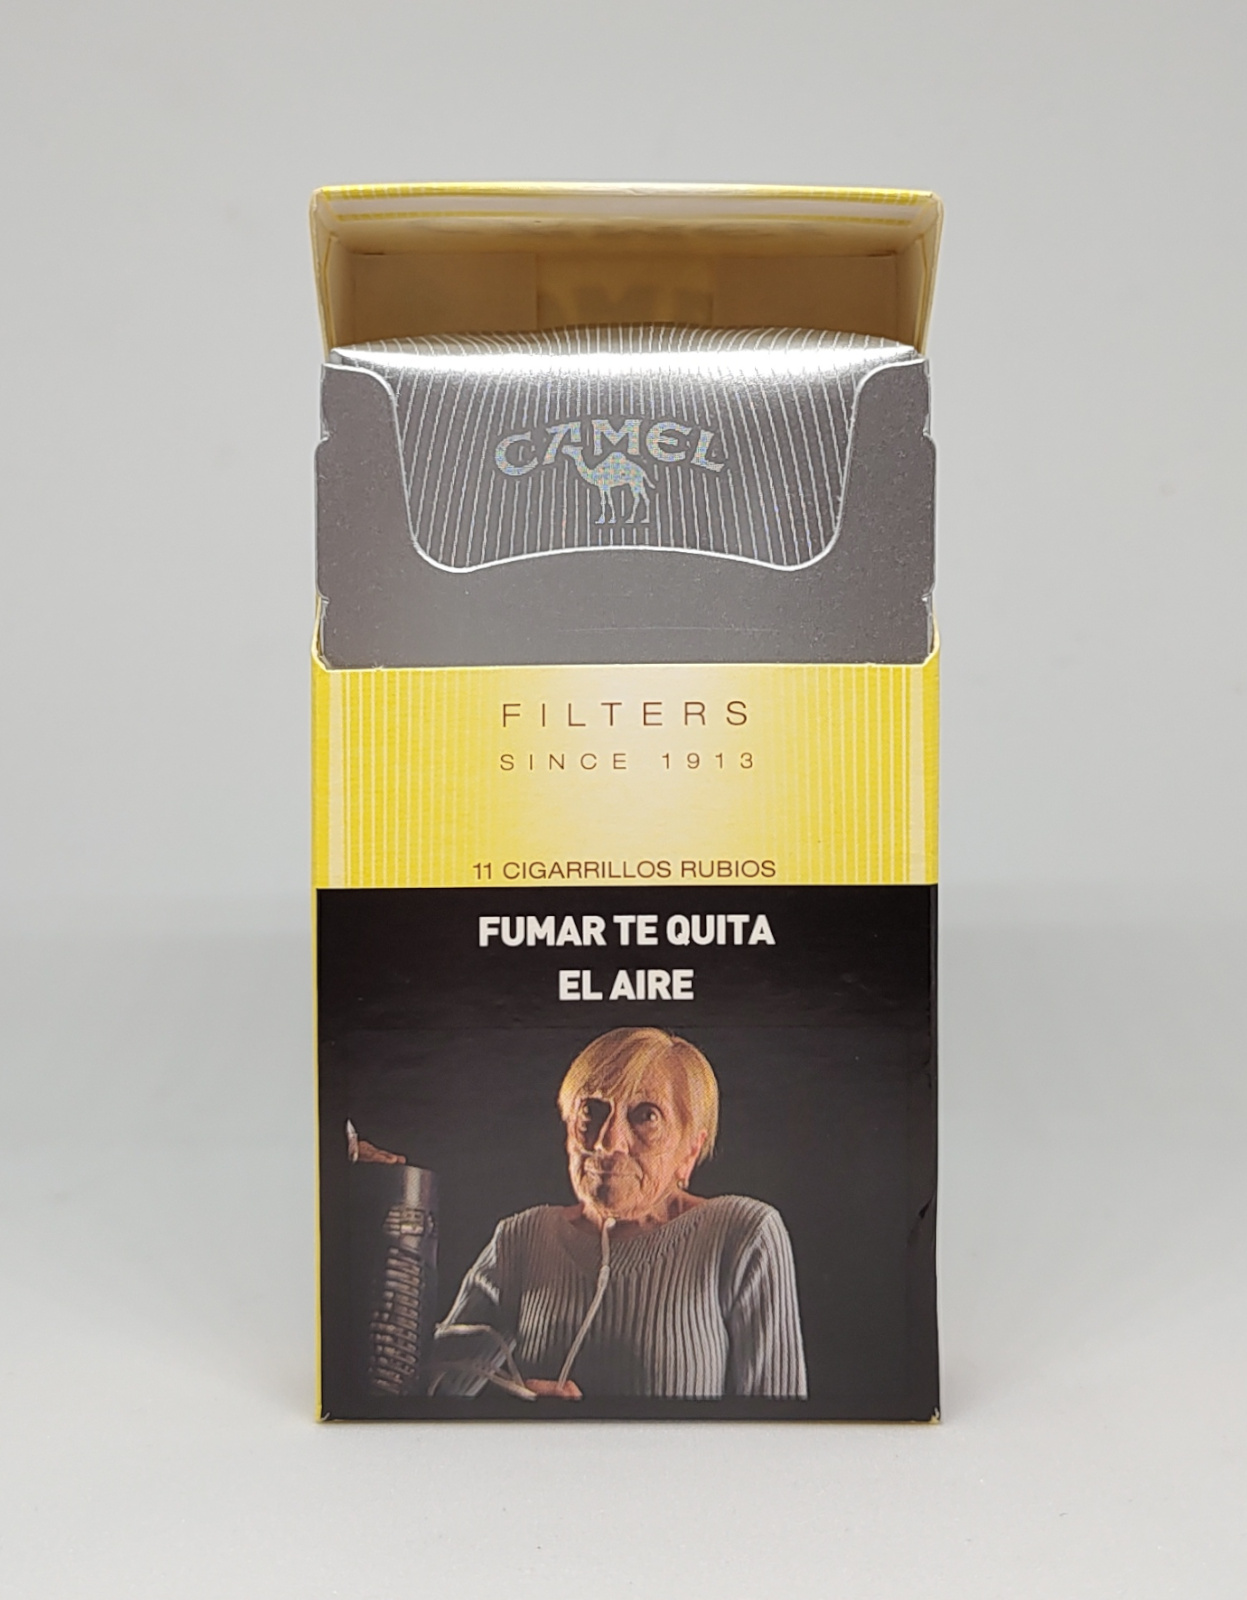 CAMEL
FILTERS
SINCE 1913
11 CIGARRILLOS RUBIOS
FUMAR TE QUITA
EL AIRE